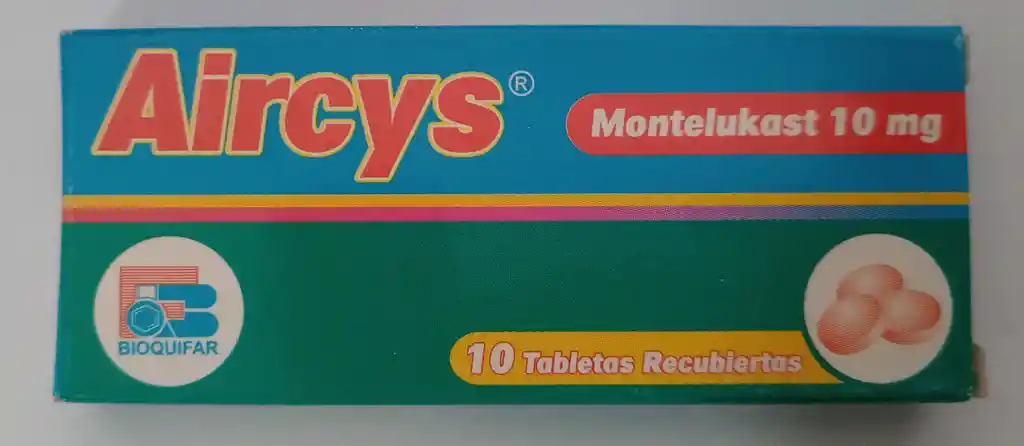 Aircys®
Montelukast 10 mg
BIOQUIFAR
10 Tabletas Recubiertas